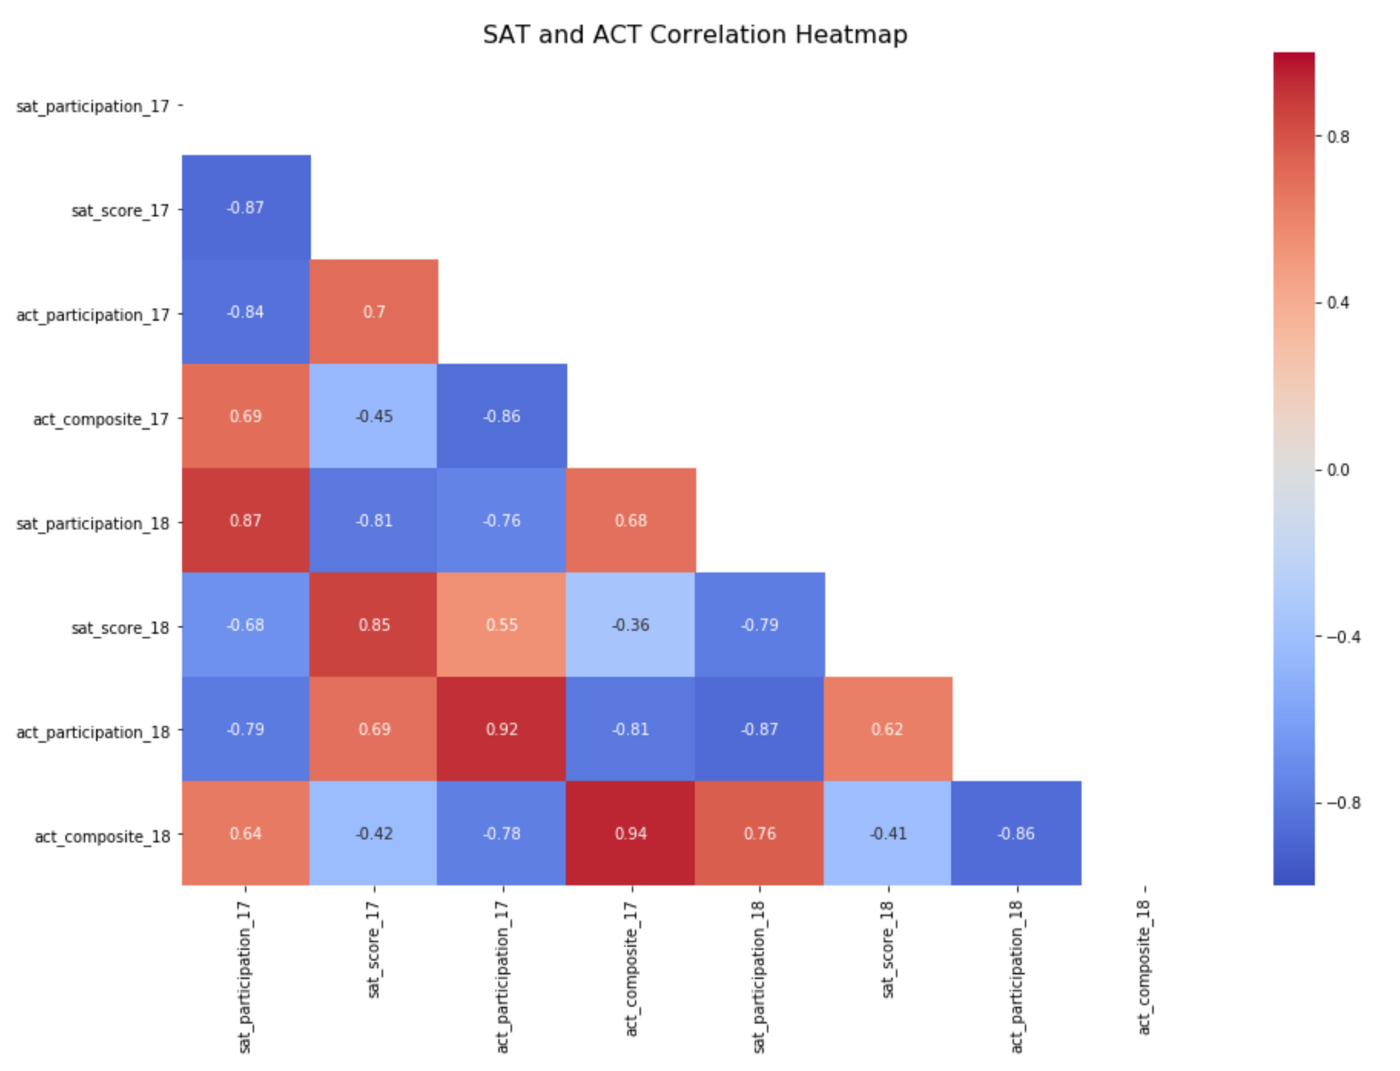 SAT and ACT Correlation Heatmap
sat_participation_17
sat_score_17 -0.87
act_participation_17 -0.84 0.7
act_composite_17 0.69 -0.45 -0.86
sat_participation_18 0.87 -0.81 -0.76 0.68
sat_score_18 -0.68 0.85 0.55 -0.36 -0.79
act_participation_18 -0.79 0.69 0.92 -0.81 -0.87 0.62
act_composite_18 0.64 -0.42 -0.78 0.94 0.76 -0.41 -0.86
sat_participation_17
sat_score_17
act_participation_17
act_composite_17
sat_participation_18
sat_score_18
act_participation_18
act_composite_18
0.8
0.4
0.0
−0.4
−0.8